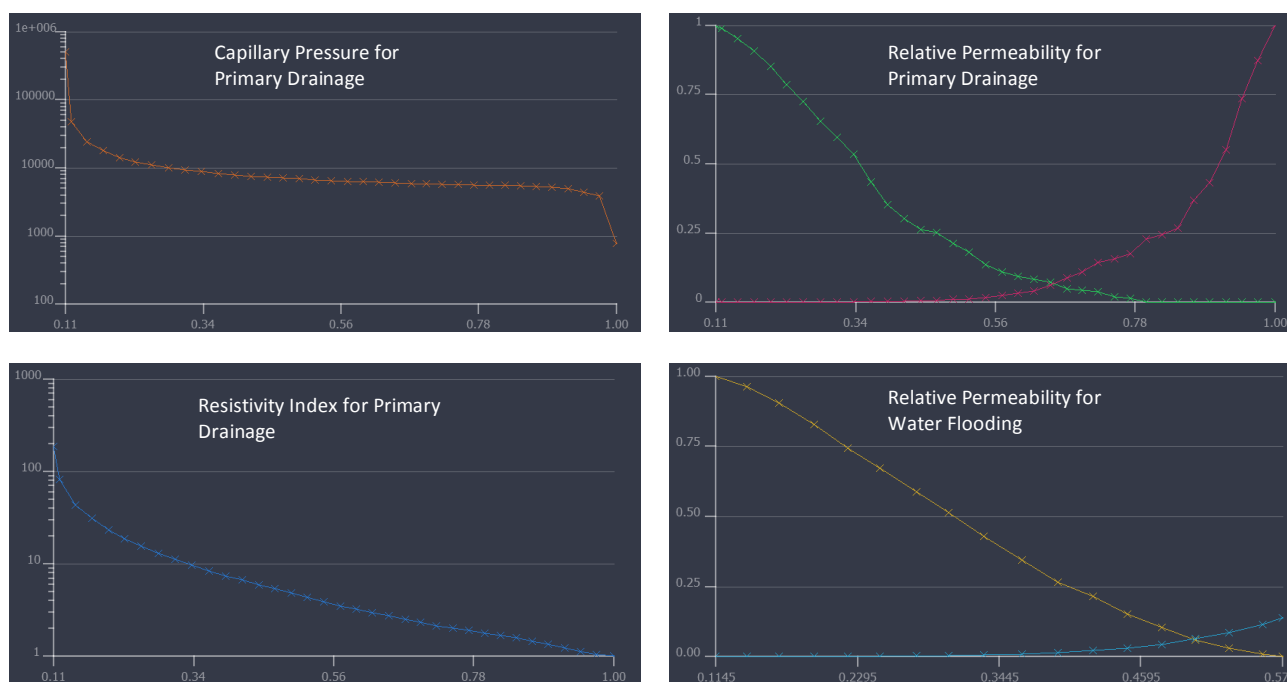 1e+006
100000
10000
1000
100
0.11 0.34 0.56 0.78 1.00
Capillary Pressure for
Primary Drainage
1
0.75
0.5
0.25
0
0.11 0.34 0.56 0.78 1.00
Relative Permeability for
Primary Drainage
1000
100
10
1
0.11 0.34 0.56 0.78 1.00
Resistivity Index for Primary
Drainage
1.00
0.75
0.50
0.25
0.00
0.1145 0.2295 0.3445 0.4595
Relative Permeability for
Water Flooding